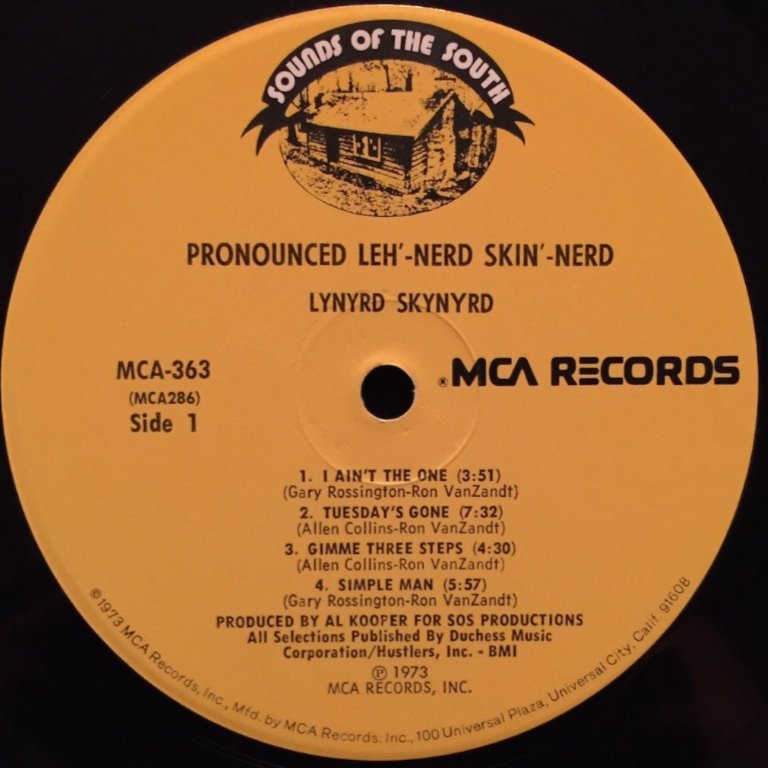 SOUNDS OF THE SOUTH
PRONOUNCED LEH'-NERD SKIN'-NERD
LYNYRD SKYNYRD
MCA-363
(MCA286)
Side 1
® MCA RECORDS
1. I AIN'T THE ONE (3:51)
(Gary Rossington-Ron VanZandt)
2. TUESDAY'S GONE (7:32)
(Allen Collins-Ron VanZandt)
3. GIMME THREE STEPS (4:30)
(Allen Collins-Ron VanZandt)
4. SIMPLE MAN (5:57)
(Gary Rossington-Ron VanZandt)
PRODUCED BY AL KOOPER FOR SOS PRODUCTIONS
All Selections Published By Duchess Music
Corporation/Hustlers, Inc. - BMI
℗ 1973
MCA RECORDS, INC.
©1973 MCA Records, Inc., Mfd. by MCA Records. Inc., 100 Universal Plaza, Universal City, Calif. 91608